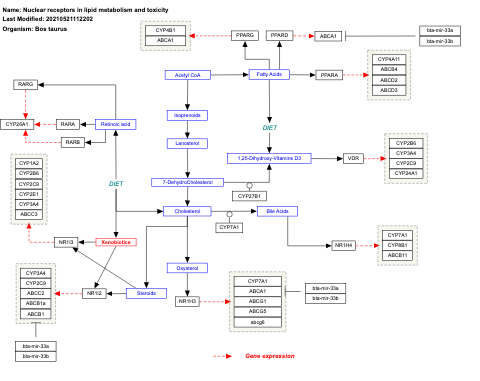 Name: Nuclear receptors in lipid metabolism and toxicity
Last Modified: 20210521112202
Organism: Bos taurus
CYP4B1
ABCA1
PPARG
PPARD
ABCA1
bta-mir-33a
bta-mir-33b
Acetyl CoA
Fatty Acids
PPARA
CYP4A11
ABCB4
ABCD2
ABCD3
RARG
CYP26A1
RARA
Retinoic acid
RARB
Isoprenoids
Lanosterol
DIET
1,25-Dihydroxy-Vitamins D3
VDR
CYP2B6
CYP3A4
CYP2C9
CYP24A1
CYP1A2
CYP2B6
CYP2C9
CYP2E1
CYP3A4
ABCC3
DIET
7-DehydroCholesterol
CYP27B1
Cholesterol
Bile Acids
CYP7A1
NR1I3
Xenobiotics
NR1H4
CYP7A1
CYP8B1
ABCB11
Oxysterol
CYP3A4
CYP2C9
ABCC2
ABCB1a
ABCB1
NR1I2
Steroids
NR1H3
CYP7A1
ABCA1
ABCG1
ABCG5
abcg8
bta-mir-33a
bta-mir-33b
bta-mir-33a
bta-mir-33b
Gene expression